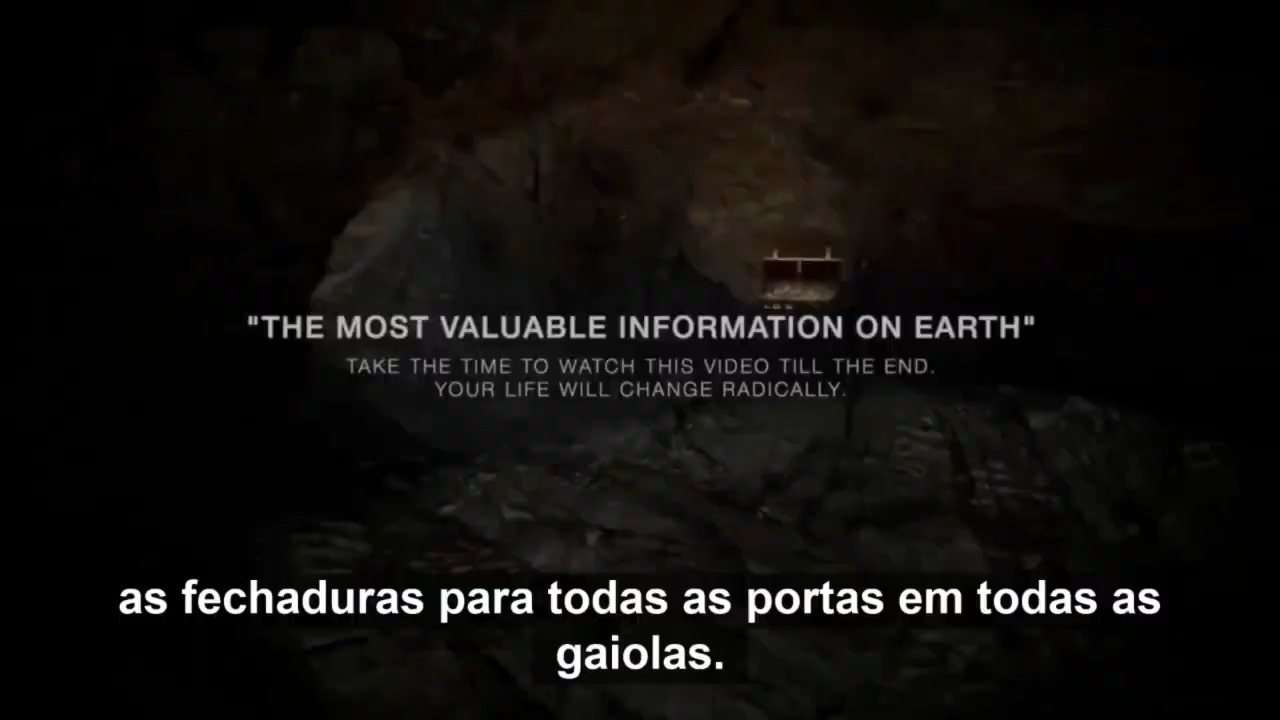 "THE MOST VALUABLE INFORMATION ON EARTH"
TAKE THE TIME TO WATCH THIS VIDEO TILL THE END.
YOUR LIFE WILL CHANGE RADICALLY.
as fechaduras para todas as portas em todas as
gaiolas.